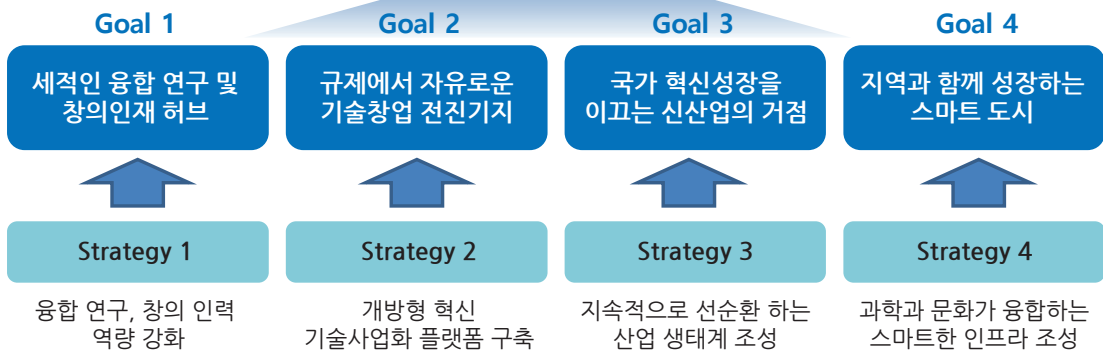 Goal 1
Goal 2
Goal 3
Goal 4
세적인 융합 연구 및
창의인재 허브
규제에서 자유로운
기술창업 전진기지
국가 혁신성장을
이끄는 신산업의 거점
지역과 함께 성장하는
스마트 도시
Strategy 1
Strategy 2
Strategy 3
Strategy 4
융합 연구, 창의 인력
역량 강화
개방형 혁신
기술사업화 플랫폼 구축
지속적으로 선순환 하는
산업 생태계 조성
과학과 문화가 융합하는
스마트한 인프라 조성